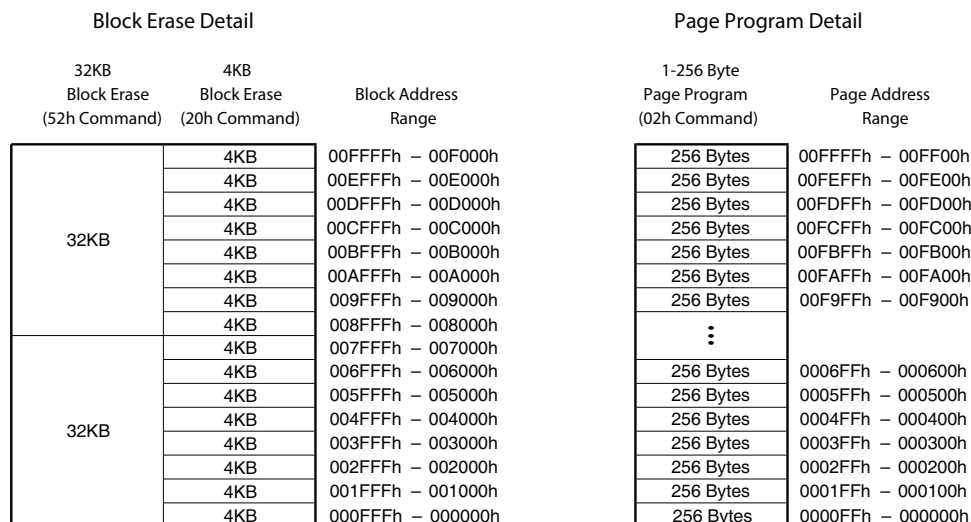 Block Erase Detail
32KB 4KB
Block Erase Block Erase Block Address
(52h Command) (20h Command) Range
32KB
4KB 00FFFFh – 00F000h
4KB 00EFFFh – 00E000h
4KB 00DFFFh – 00D000h
4KB 00CFFFh – 00C000h
4KB 00BFFFh – 00B000h
4KB 00AFFFh – 00A000h
4KB 009FFFh – 009000h
4KB 008FFFh – 008000h
32KB
4KB 007FFFh – 007000h
4KB 006FFFh – 006000h
4KB 005FFFh – 005000h
4KB 004FFFh – 004000h
4KB 003FFFh – 003000h
4KB 002FFFh – 002000h
4KB 001FFFh – 001000h
4KB 000FFFh – 000000h
Page Program Detail
1-256 Byte
Page Program Page Address
(02h Command) Range
256 Bytes 00FFFFh – 00FF00h
256 Bytes 00FEFFh – 00FE00h
256 Bytes 00FDFFh – 00FD00h
256 Bytes 00FCFFh – 00FC00h
256 Bytes 00FBFFh – 00FB00h
256 Bytes 00FAFFh – 00FA00h
256 Bytes 00F9FFh – 00F900h
256 Bytes 0006FFh – 000600h
256 Bytes 0005FFh – 000500h
256 Bytes 0004FFh – 000400h
256 Bytes 0003FFh – 000300h
256 Bytes 0002FFh – 000200h
256 Bytes 0001FFh – 000100h
256 Bytes 0000FFh – 000000h